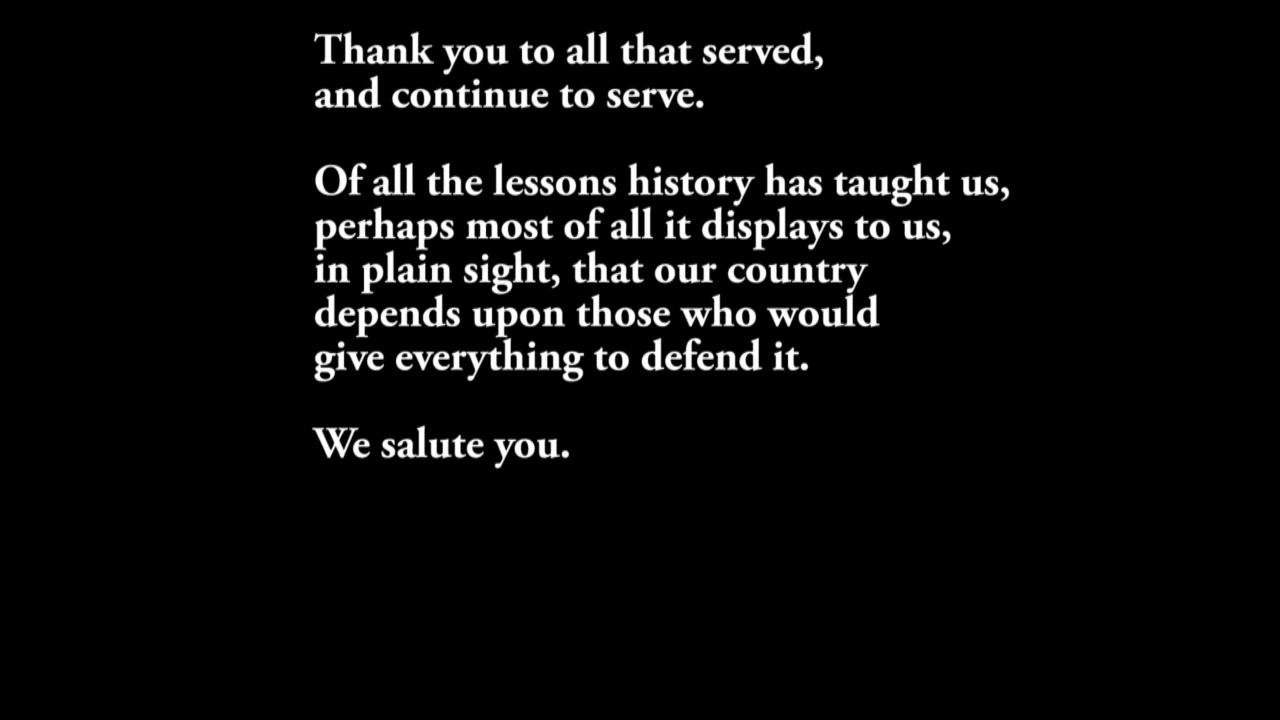 Thank you to all that served,
and continue to serve.
Of all the lessons history has taught us,
perhaps most of all it displays to us,
in plain sight, that our country
depends upon those who would
give everything to defend it.
We salute you.